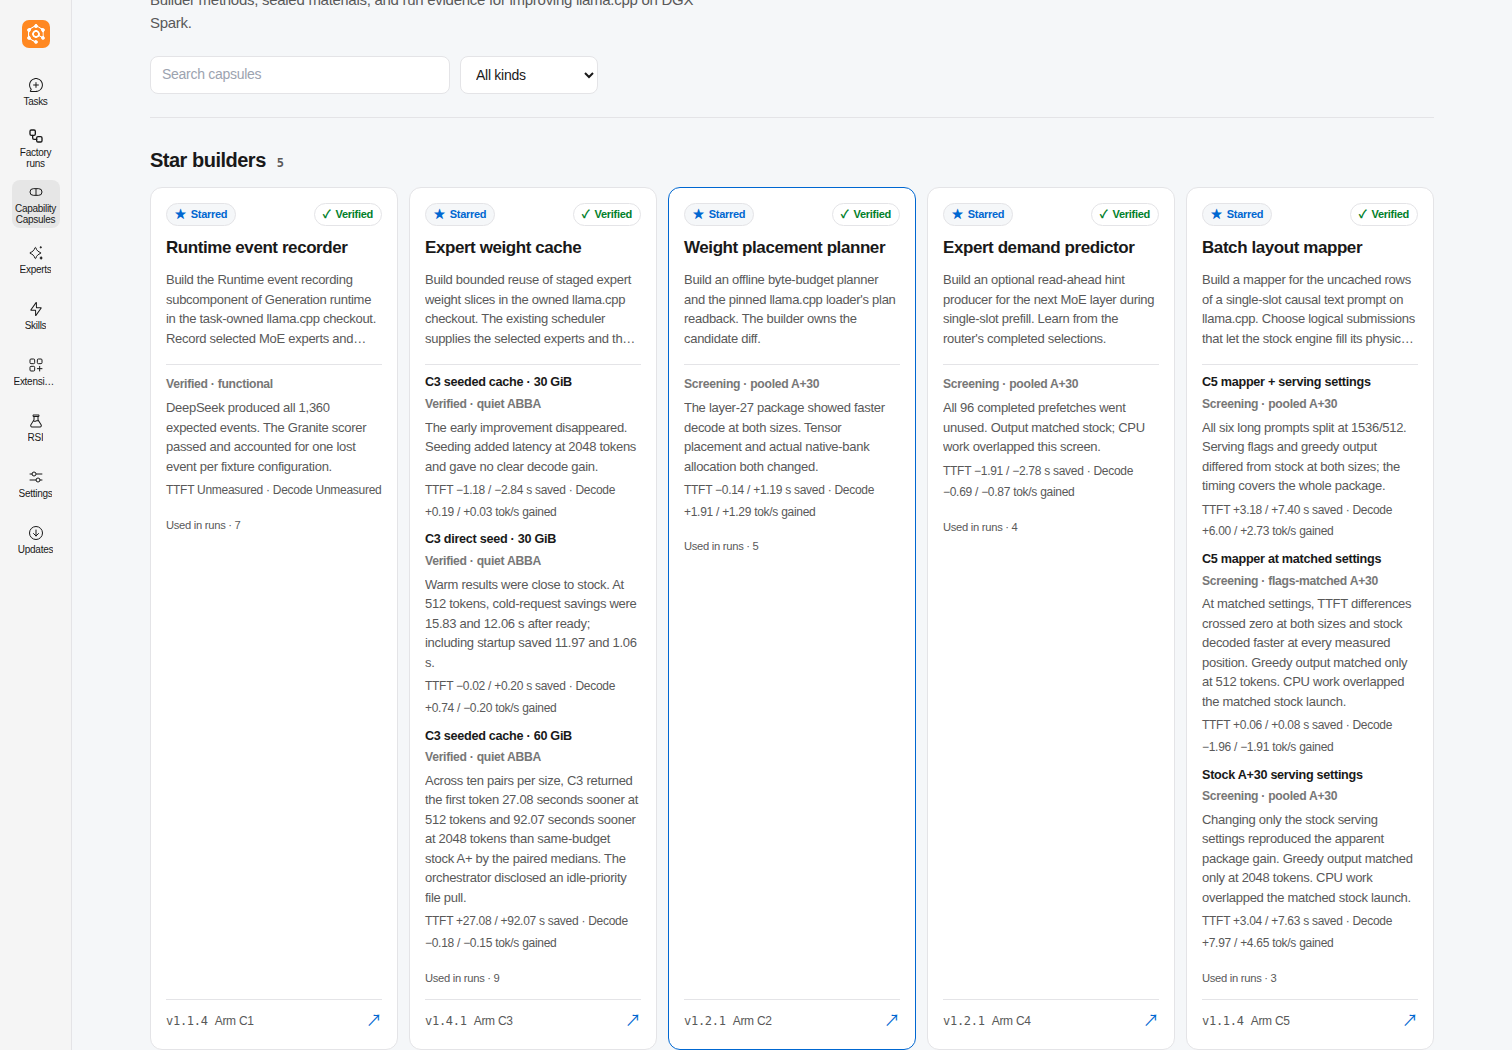 Builder methods, sealed materials, and run evidence for improving llama.cpp on DGX
Spark.
Search capsules
All kinds
Tasks
Factory
runs
Capability
Capsules
Experts
Skills
Extensi…
RSI
Settings
Updates
Star builders 5
Starred
✓ Verified
Runtime event recorder
Build the Runtime event recording
subcomponent of Generation runtime
in the task-owned llama.cpp checkout.
Record selected MoE experts and…
Verified · functional
DeepSeek produced all 1,360
expected events. The Granite scorer
passed and accounted for one lost
event per fixture configuration.
TTFT Unmeasured · Decode Unmeasured
Used in runs · 7
v1.1.4 Arm C1
Starred
✓ Verified
Expert weight cache
Build bounded reuse of staged expert
weight slices in the owned llama.cpp
checkout. The existing scheduler
supplies the selected experts and th…
C3 seeded cache · 30 GiB
Verified · quiet ABBA
The early improvement disappeared.
Seeding added latency at 2048 tokens
and gave no clear decode gain.
TTFT −1.18 / −2.84 s saved · Decode
+0.19 / +0.03 tok/s gained
C3 direct seed · 30 GiB
Verified · quiet ABBA
Warm results were close to stock. At
512 tokens, cold-request savings were
15.83 and 12.06 s after ready;
including startup saved 11.97 and 1.06
s.
TTFT −0.02 / +0.20 s saved · Decode
+0.74 / −0.20 tok/s gained
C3 seeded cache · 60 GiB
Verified · quiet ABBA
Across ten pairs per size, C3 returned
the first token 27.08 seconds sooner at
512 tokens and 92.07 seconds sooner
at 2048 tokens than same-budget
stock A+ by the paired medians. The
orchestrator disclosed an idle-priority
file pull.
TTFT +27.08 / +92.07 s saved · Decode
−0.18 / −0.15 tok/s gained
Used in runs · 9
v1.4.1 Arm C3
Starred
✓ Verified
Weight placement planner
Build an offline byte-budget planner
and the pinned llama.cpp loader's plan
readback. The builder owns the
candidate diff.
Screening · pooled A+30
The layer-27 package showed faster
decode at both sizes. Tensor
placement and actual native-bank
allocation both changed.
TTFT −0.14 / +1.19 s saved · Decode
+1.91 / +1.29 tok/s gained
Used in runs · 5
v1.2.1 Arm C2
Starred
✓ Verified
Expert demand predictor
Build an optional read-ahead hint
producer for the next MoE layer during
single-slot prefill. Learn from the
router's completed selections.
Screening · pooled A+30
All 96 completed prefetches went
unused. Output matched stock; CPU
work overlapped this screen.
TTFT −1.91 / −2.78 s saved · Decode
−0.69 / −0.87 tok/s gained
Used in runs · 4
v1.2.1 Arm C4
Starred
✓ Verified
Batch layout mapper
Build a mapper for the uncached rows
of a single-slot causal text prompt on
llama.cpp. Choose logical submissions
that let the stock engine fill its physic…
C5 mapper + serving settings
Screening · pooled A+30
All six long prompts split at 1536/512.
Serving flags and greedy output
differed from stock at both sizes; the
timing covers the whole package.
TTFT +3.18 / +7.40 s saved · Decode
+6.00 / +2.73 tok/s gained
C5 mapper at matched settings
Screening · flags-matched A+30
At matched settings, TTFT differences
crossed zero at both sizes and stock
decoded faster at every measured
position. Greedy output matched only
at 512 tokens. CPU work overlapped
the matched stock launch.
TTFT +0.06 / +0.08 s saved · Decode
−1.96 / −1.91 tok/s gained
Stock A+30 serving settings
Screening · pooled A+30
Changing only the stock serving
settings reproduced the apparent
package gain. Greedy output matched
only at 2048 tokens. CPU work
overlapped the matched stock launch.
TTFT +3.04 / +7.63 s saved · Decode
+7.97 / +4.65 tok/s gained
Used in runs · 3
v1.1.4 Arm C5